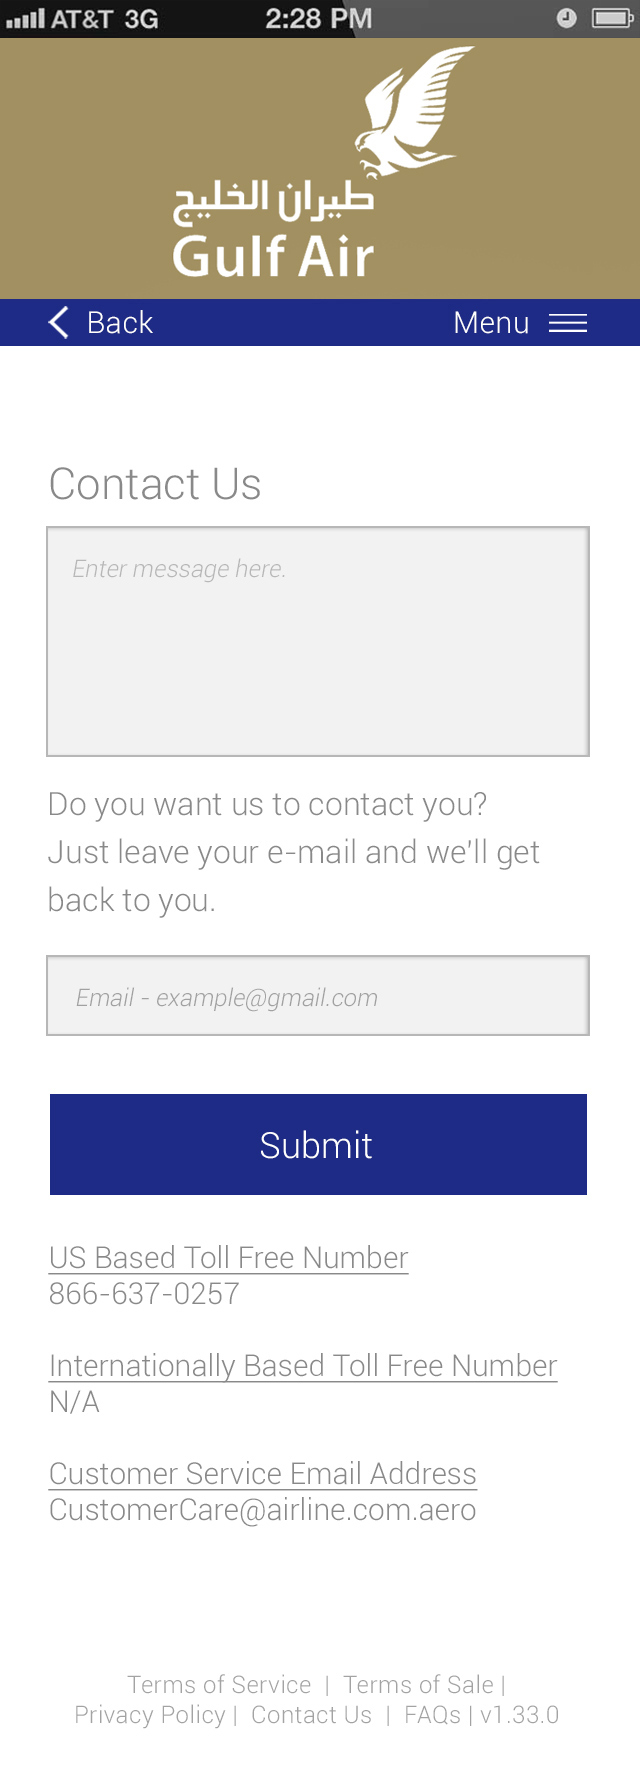 AT&T 3G 2:28 PM
طيران الخليج
Gulf Air
Back Menu
Contact Us
Enter message here.
Do you want us to contact you?
Just leave your e-mail and we'll get
back to you.
Email - example@gmail.com
Submit
US Based Toll Free Number
866-637-0257
Internationally Based Toll Free Number
N/A
Customer Service Email Address
CustomerCare@airline.com.aero
Terms of Service | Terms of Sale |
Privacy Policy | Contact Us | FAQs | v1.33.0